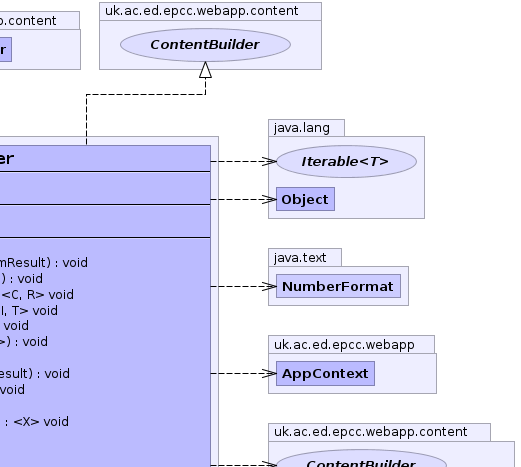 uk.ac.ed.epcc.webapp.content
ContentBuilder
o.content
r
java.lang
Iterable<T>
Object
er
java.text
NumberFormat
mResult) : void
) : void
<C, R> void
I, T> void
void
>) : void
esult) : void
void
: <X> void
uk.ac.ed.epcc.webapp
AppContext
uk.ac.ed.epcc.webapp.content
ContentBuilder